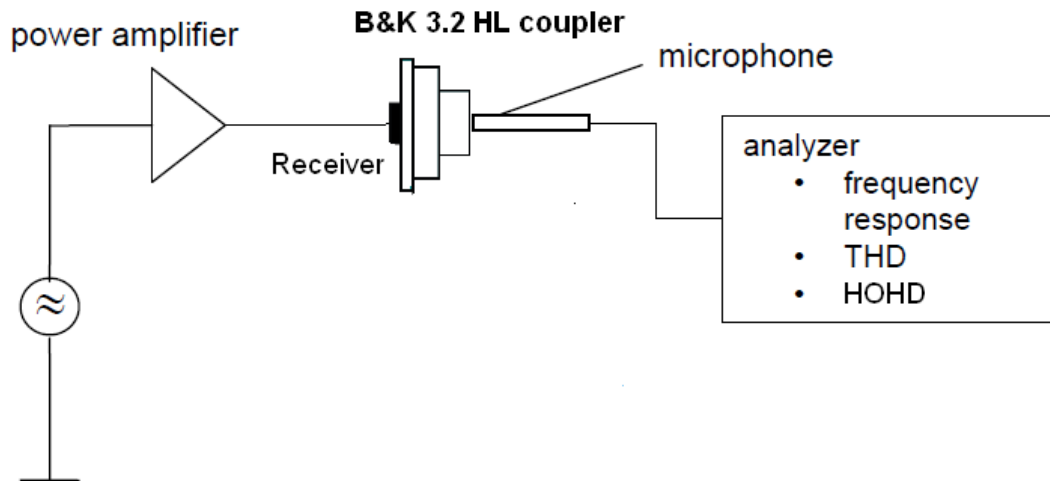 B&K 3.2 HL coupler
power amplifier
microphone
Receiver
analyzer
• frequency
response
• THD
• HOHD
≈